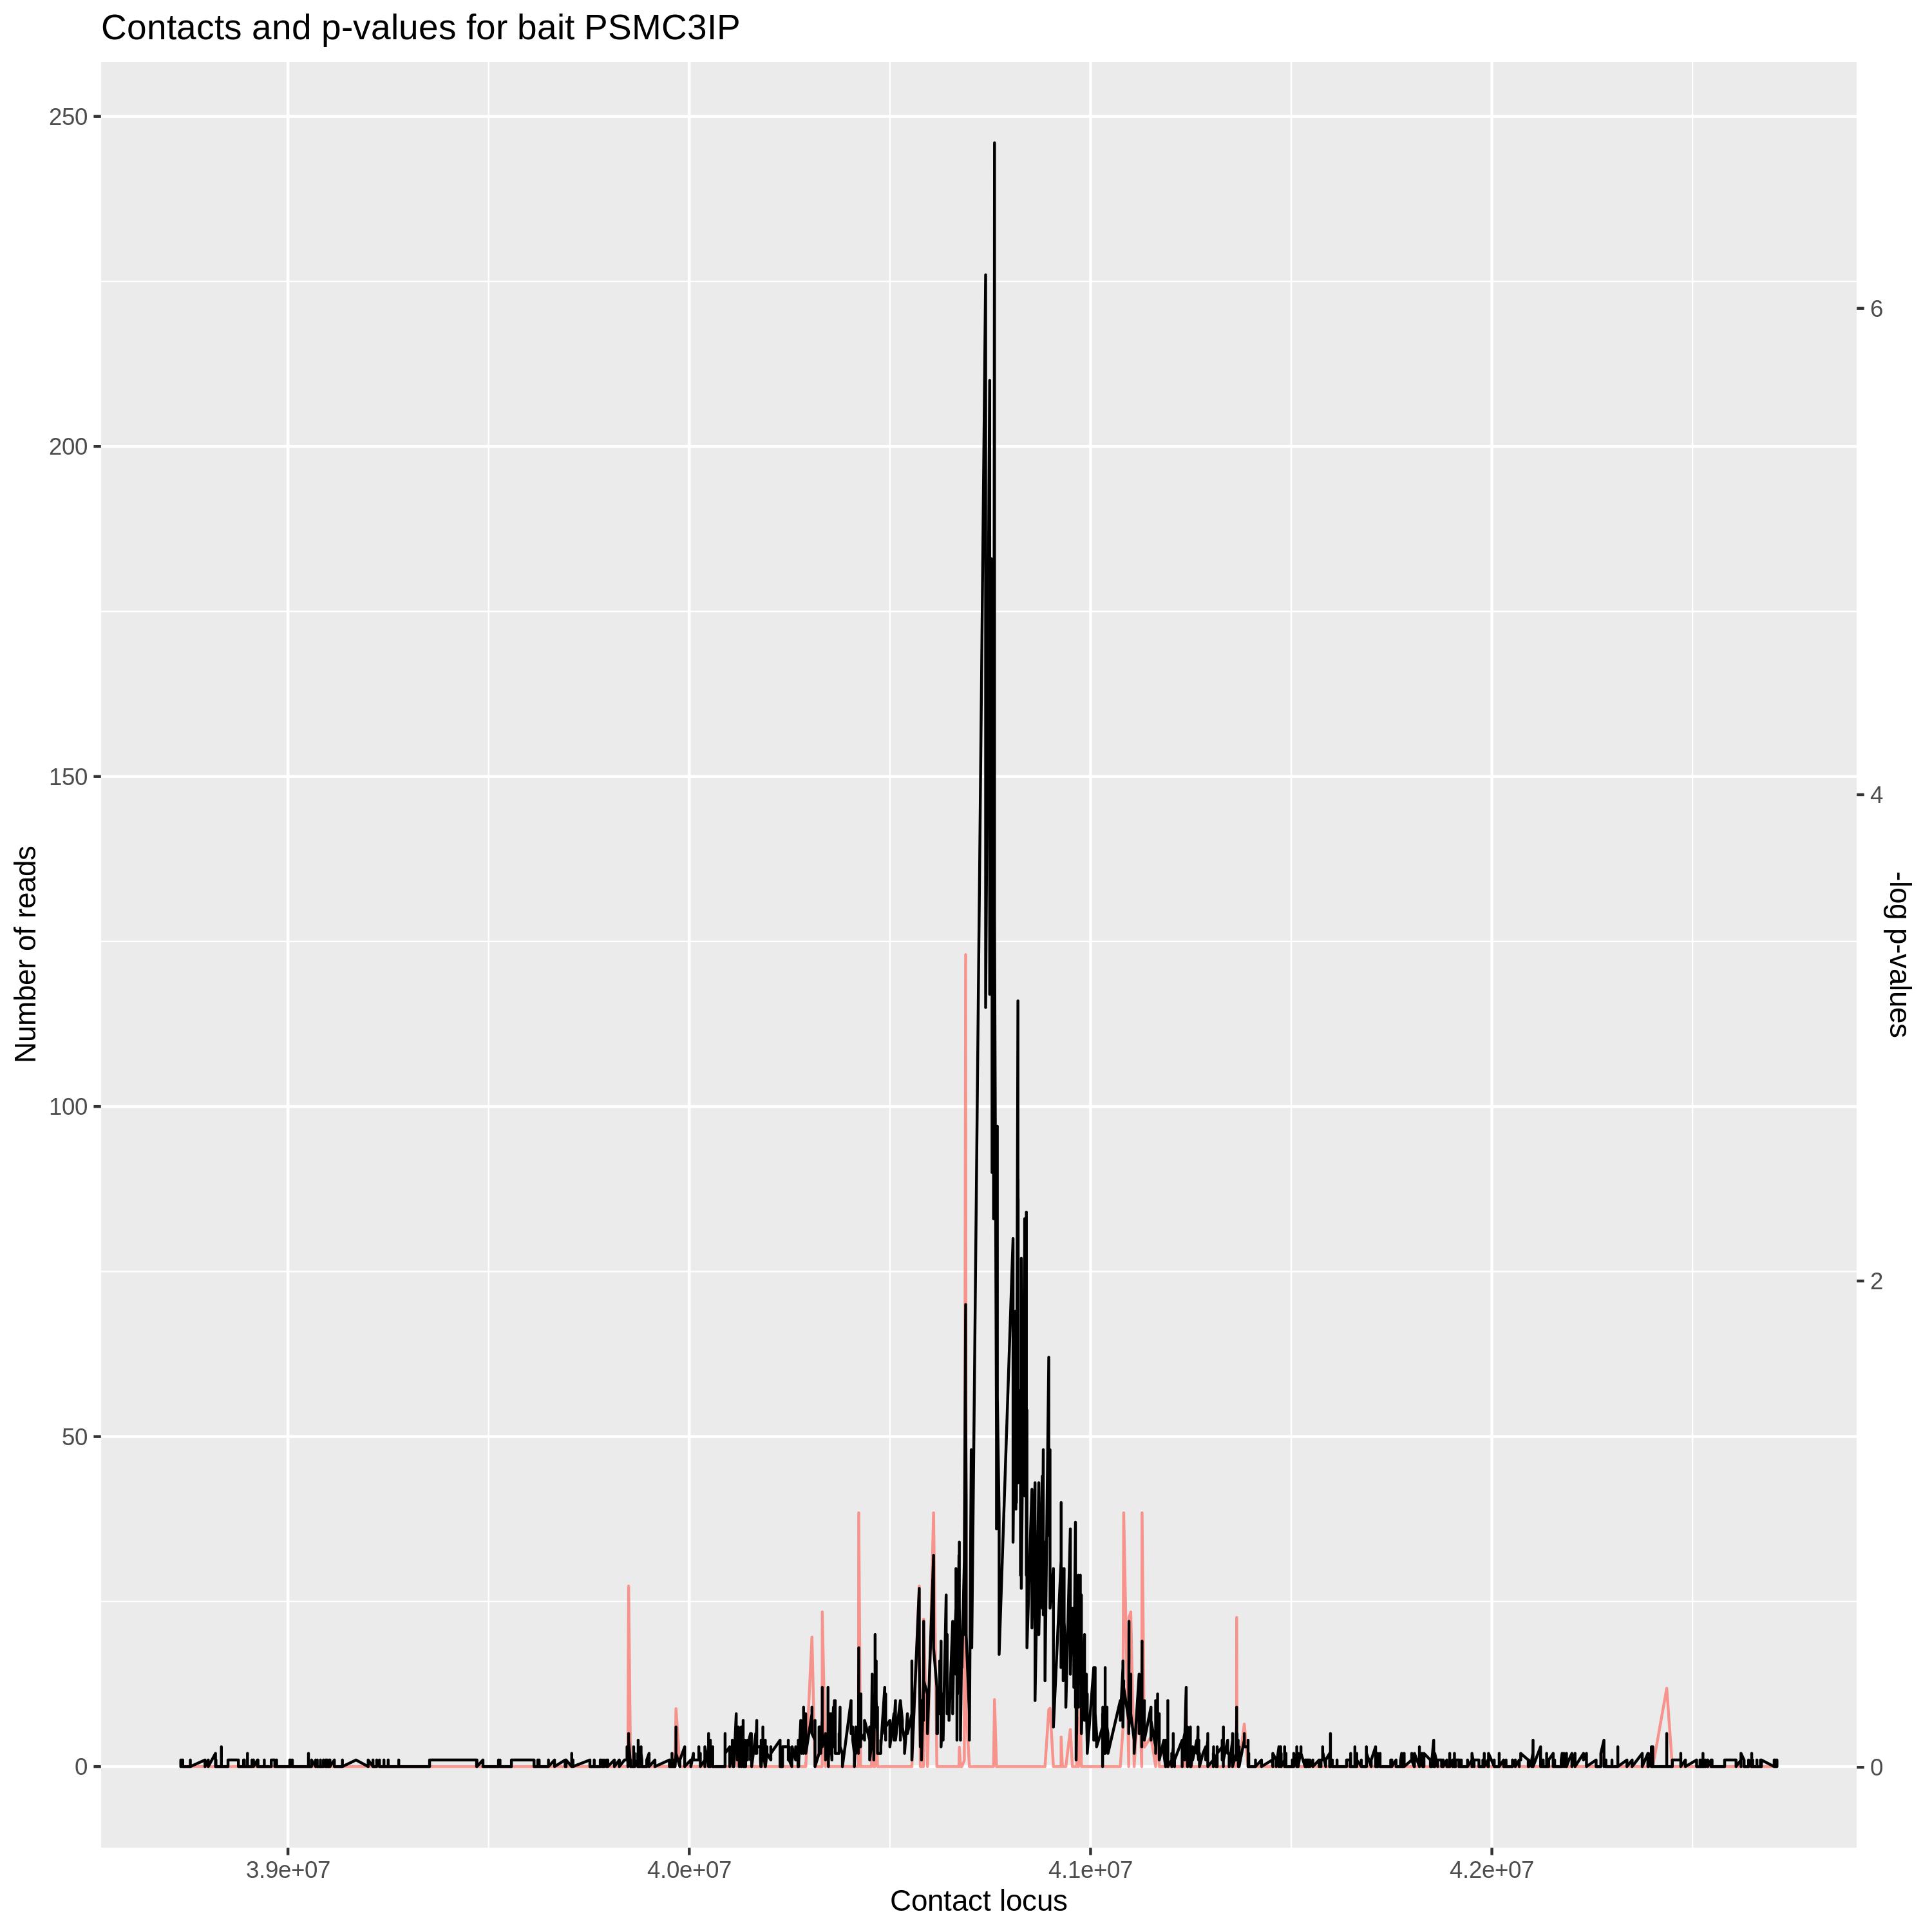 Contacts and p-values for bait PSMC3IP
250
200
150
100
50
0
Number of reads
6
4
2
0
-log p-values
3.9e+07
4.0e+07
4.1e+07
4.2e+07
Contact locus